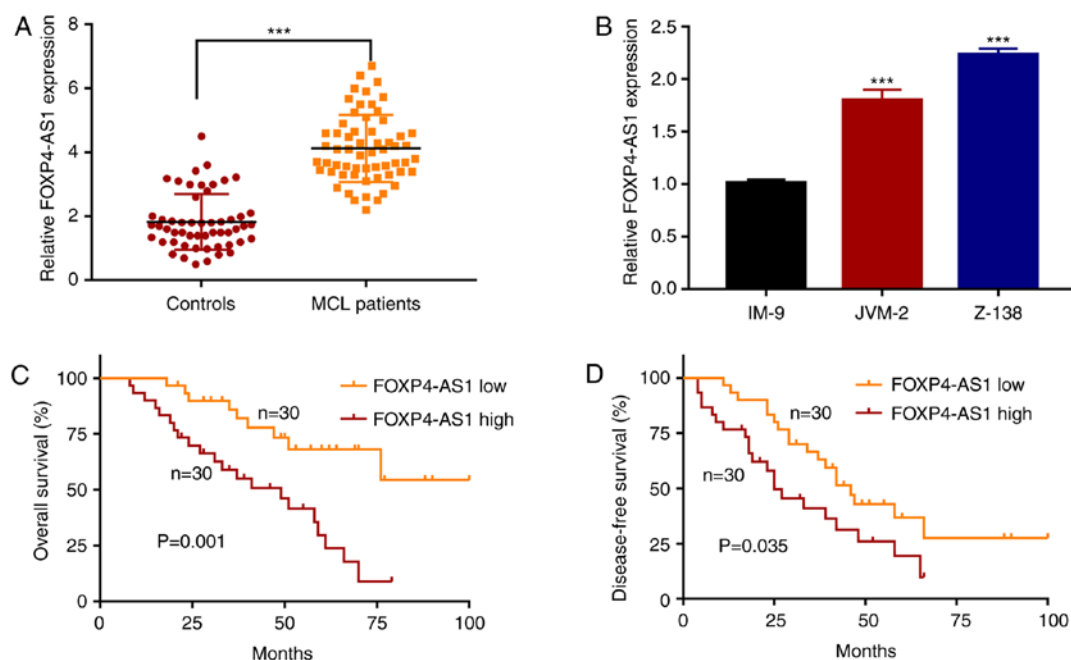 A
Relative FOXP4-AS1 expression
8
6
4
2
0
***
Controls
MCL patients
B
Relative FOXP4-AS1 expression
2.5
2.0
1.5
1.0
0.5
0.0
***
***
IM-9
JVM-2
Z-138
C
Overall survival (%)
100
75
50
25
0
FOXP4-AS1 low
n=30
FOXP4-AS1 high
n=30
P=0.001
0 25 50 75 100
Months
D
Disease-free survival (%)
100
75
50
25
0
FOXP4-AS1 low
n=30
FOXP4-AS1 high
n=30
P=0.035
0 25 50 75 100
Months